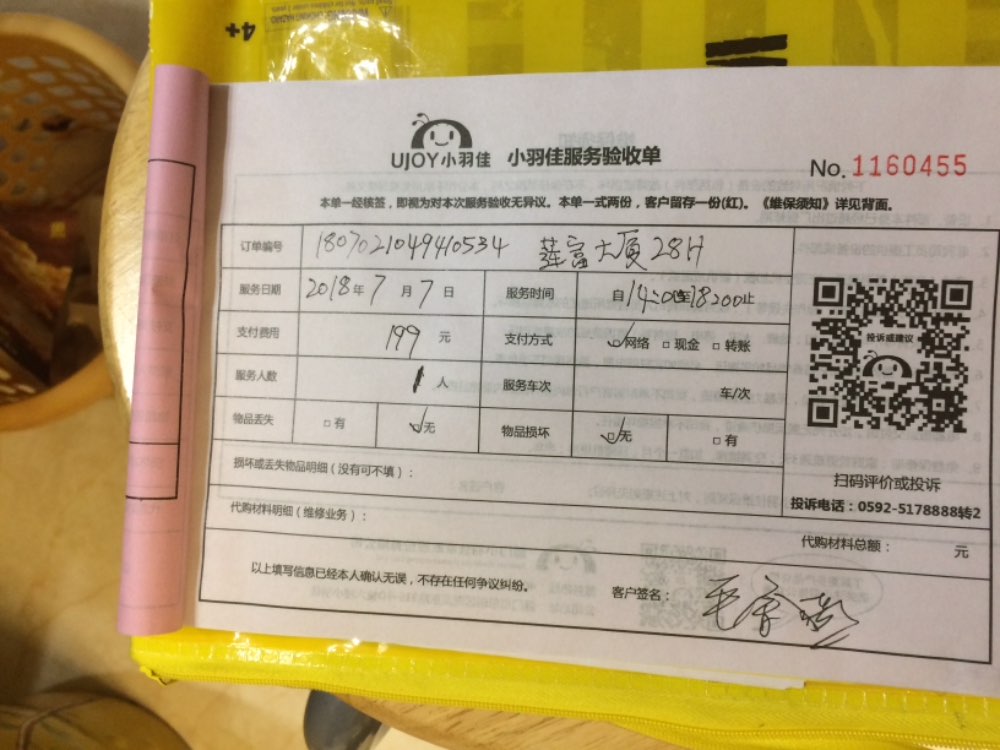 4+
UJOY小羽佳 小羽佳服务验收单
No. 1160455
本单一经核签，即视为对本次服务验收无异议。本单一式两份，客户留存一份(红)。《维保须知》详见背面。
订单编号 180702104940534 莲富大厦28H
服务日期 2018年7月7日 服务时间 自14:00至18:00止
支付费用 199 元 支付方式 ☑网络 □现金 □转账
服务人数 1人 服务车次 车/次
物品丢失 □有 ☑无 物品损坏 ☑无 □有
投诉或建议
扫码评价或投诉
投诉电话：0592-5178888转2
损坏或丢失物品明细（没有可不填）：
代购材料明细（维修业务）：
代购材料总额： 元
以上填写信息已经本人确认无误，不存在任何争议纠纷。
客户签名：